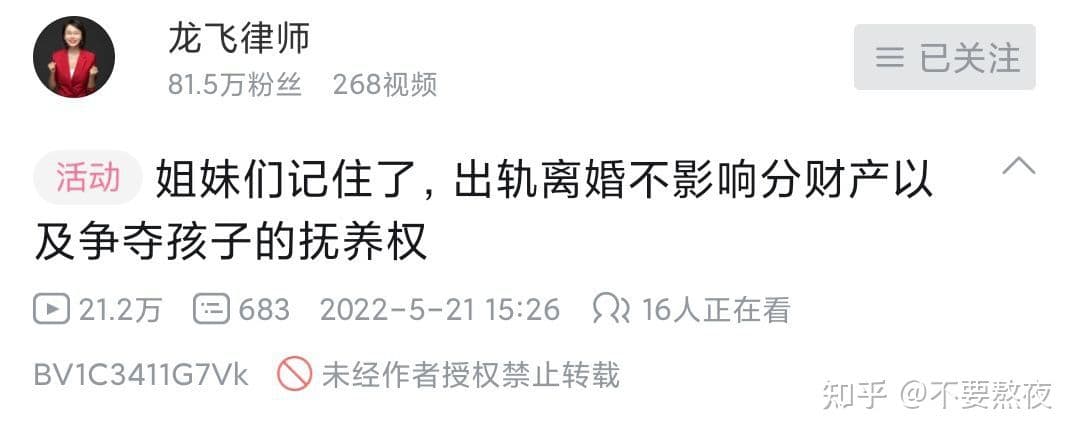 龙飞律师
已关注
81.5万粉丝 268视频
活动 姐妹们记住了，出轨离婚不影响分财产以
及争夺孩子的抚养权
21.2万 683 2022-5-21 15:26 16人正在看
BV1C3411G7Vk 未经作者授权禁止转载
知乎 @不要熬夜